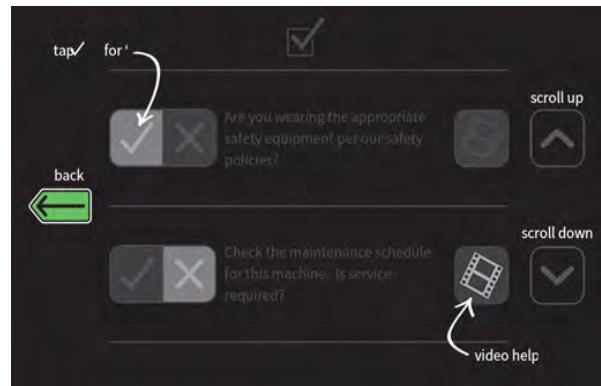 tap✓ for '
scroll up
Are you wearing the appropriate
safety equipment per our safety
policies?
back
scroll down
Check the maintenance schedule
for this machine. Is service
required?
video help